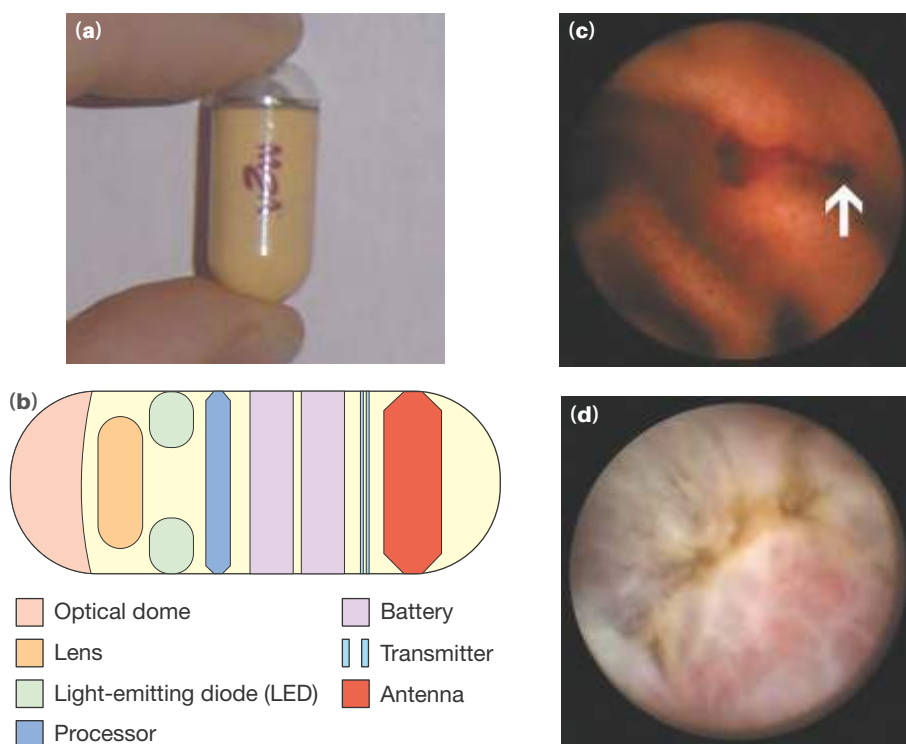 (a)
(c)
(b)
(d)
Optical dome
Lens
Light-emitting diode (LED)
Processor
Battery
Transmitter
Antenna